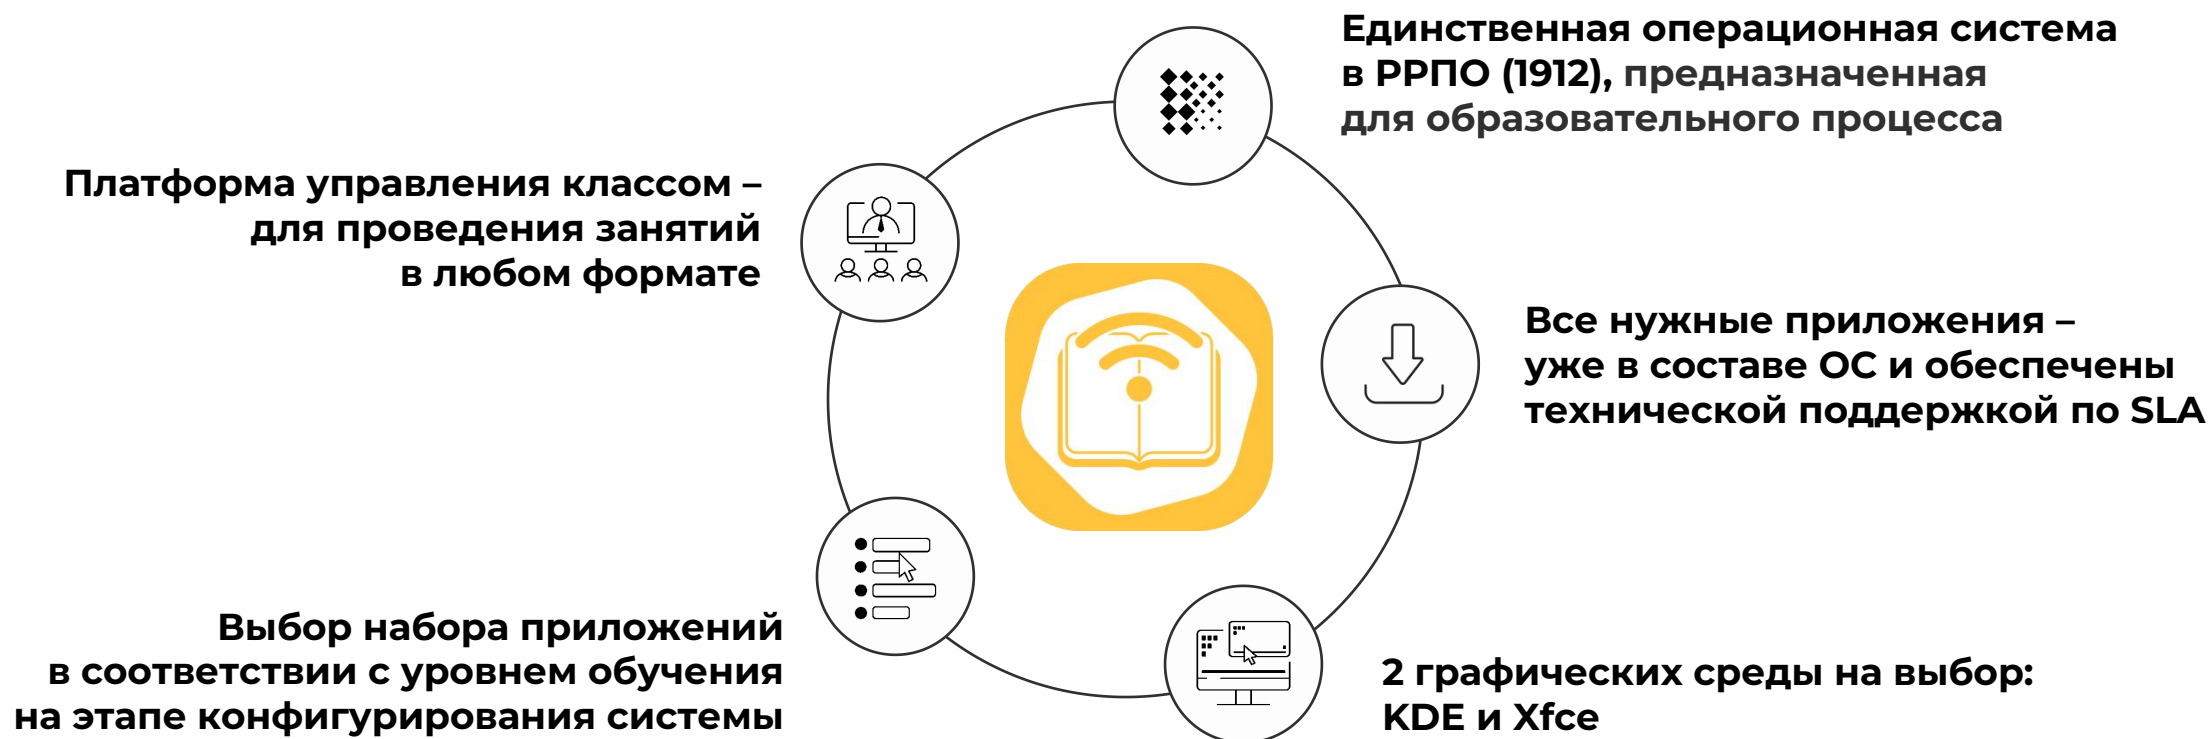 Единственная операционная система
в РРПО (1912), предназначенная
для образовательного процесса
Платформа управления классом –
для проведения занятий
в любом формате
Все нужные приложения –
уже в составе ОС и обеспечены
технической поддержкой по SLA
Выбор набора приложений
в соответствии с уровнем обучения
на этапе конфигурирования системы
2 графических среды на выбор:
KDE и Xfce